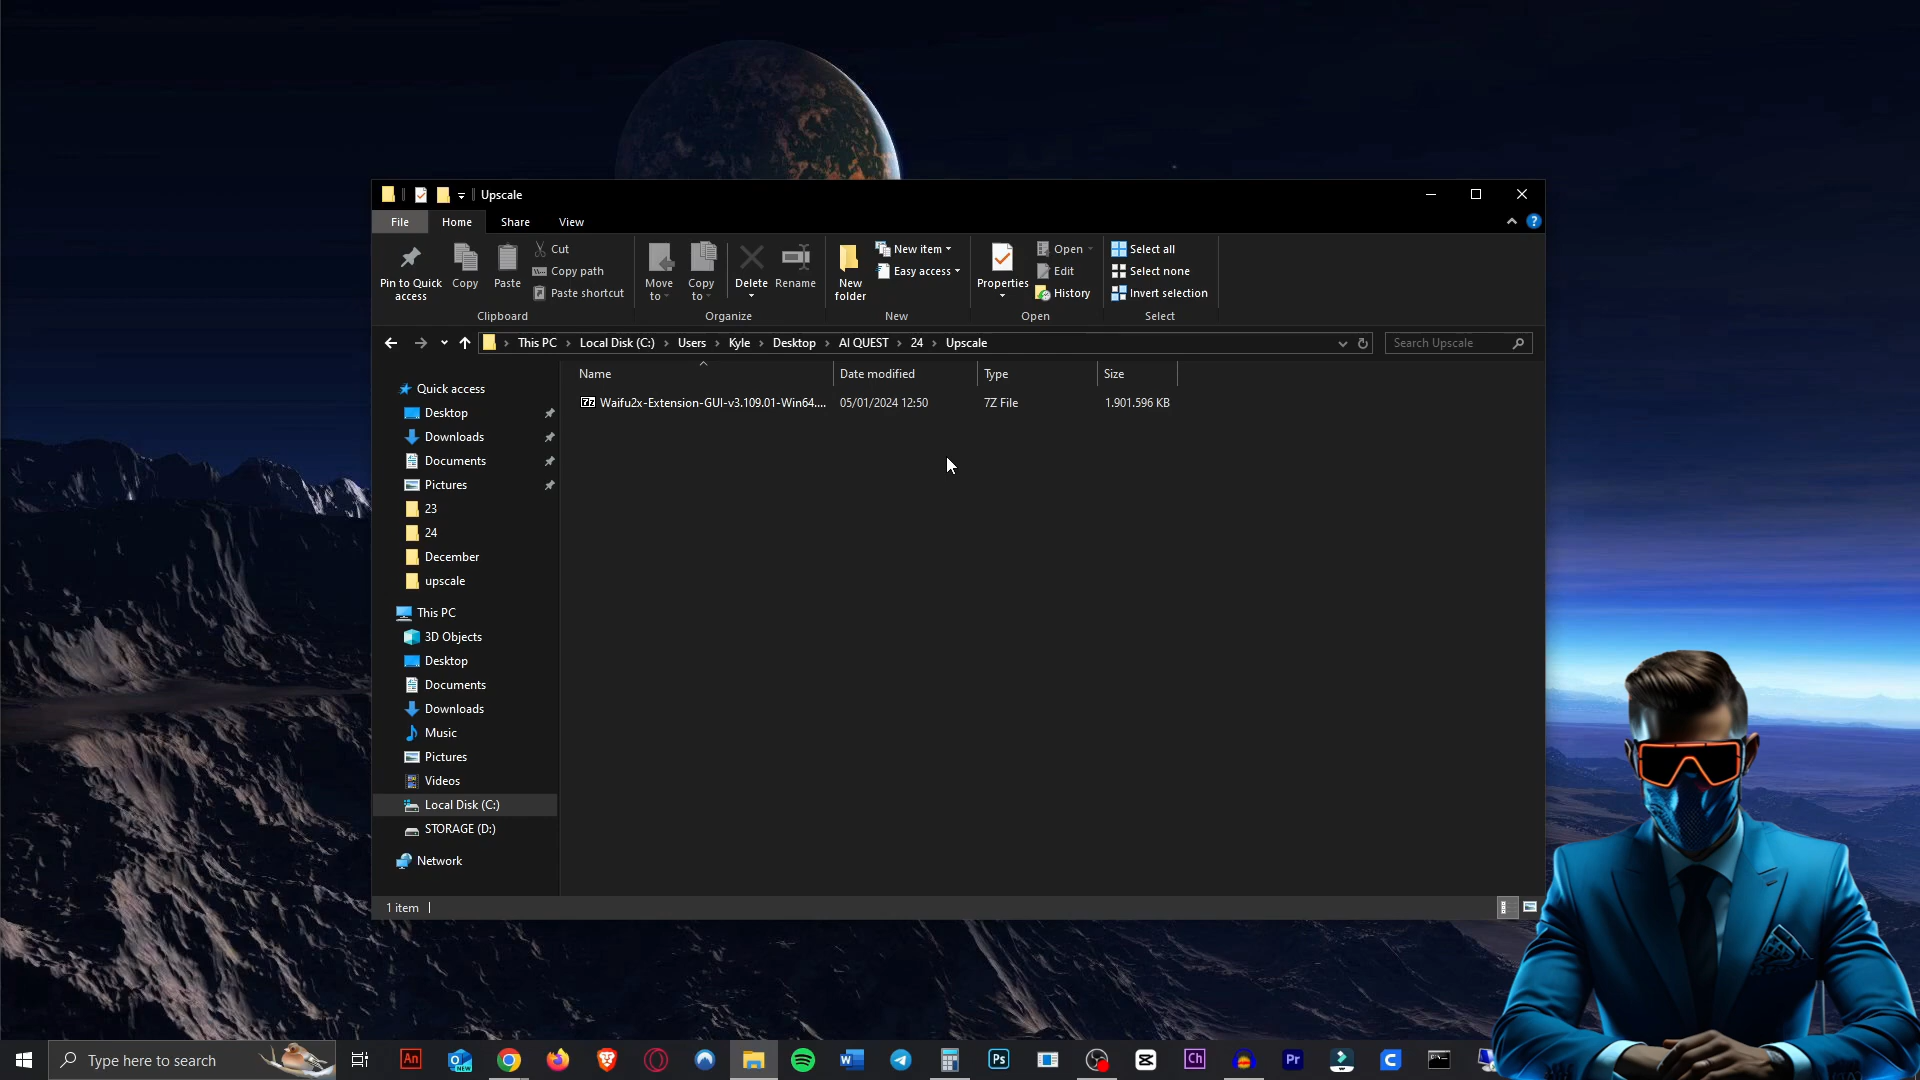 Upscale
File Home Share View
Pin to Quick access
Copy
Paste
Cut
Copy path
Paste shortcut
Clipboard
Move to
Copy to
Delete
Rename
Organize
New folder
New item
Easy access
New
Properties
Open
Edit
History
Open
Select all
Select none
Invert selection
Select
This PC Local Disk (C:) Users Kyle Desktop AI QUEST 24 Upscale
Search Upscale
Name Date modified Type Size
Waifu2x-Extension-GUI-v3.109.01-Win64.... 05/01/2024 12:50 7Z File 1.901.596 KB
Quick access
Desktop
Downloads
Documents
Pictures
23
24
December
upscale
This PC
3D Objects
Desktop
Documents
Downloads
Music
Pictures
Videos
Local Disk (C:)
STORAGE (D:)
Network
1 item
Type here to search
An
NEW
Ps
Ch
Pr